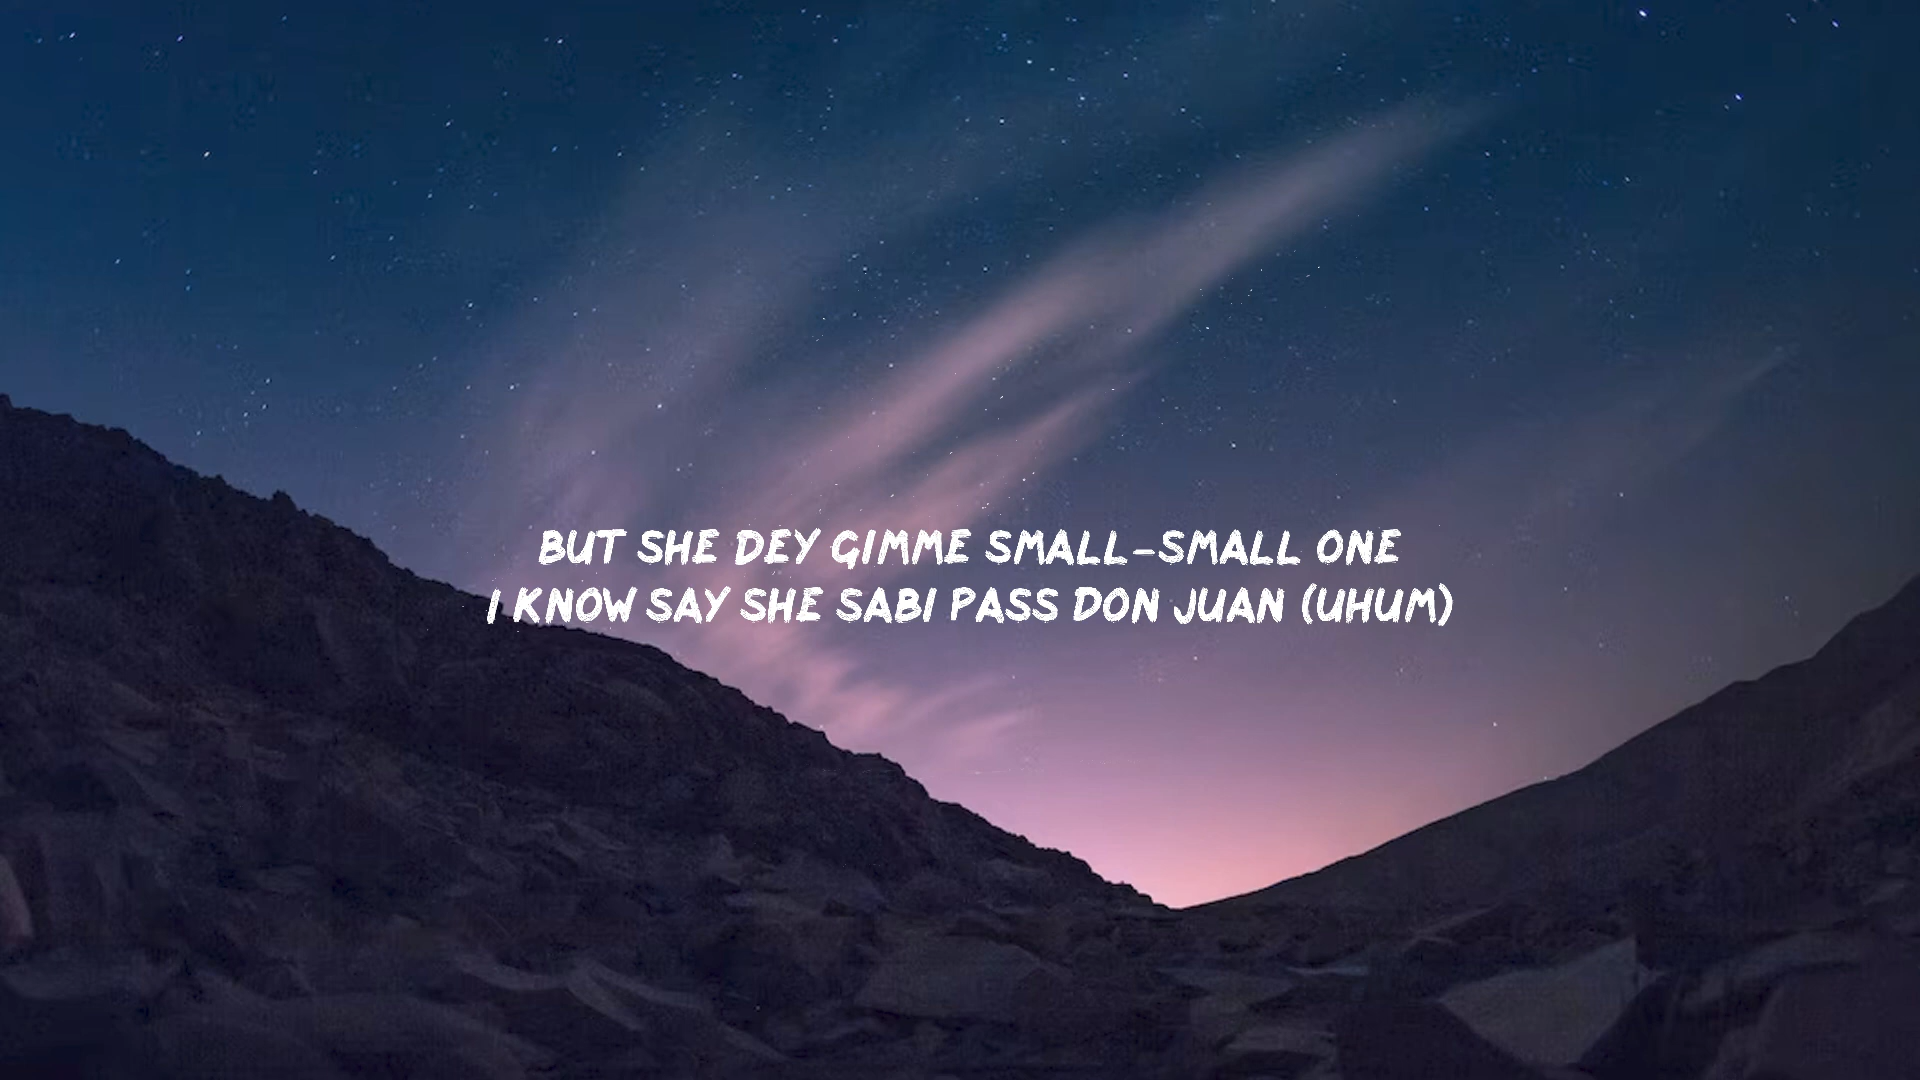 BUT SHE DEY GIMME SMALL-SMALL ONE
I KNOW SAY SHE SABI PASS DON JUAN (UHUM)